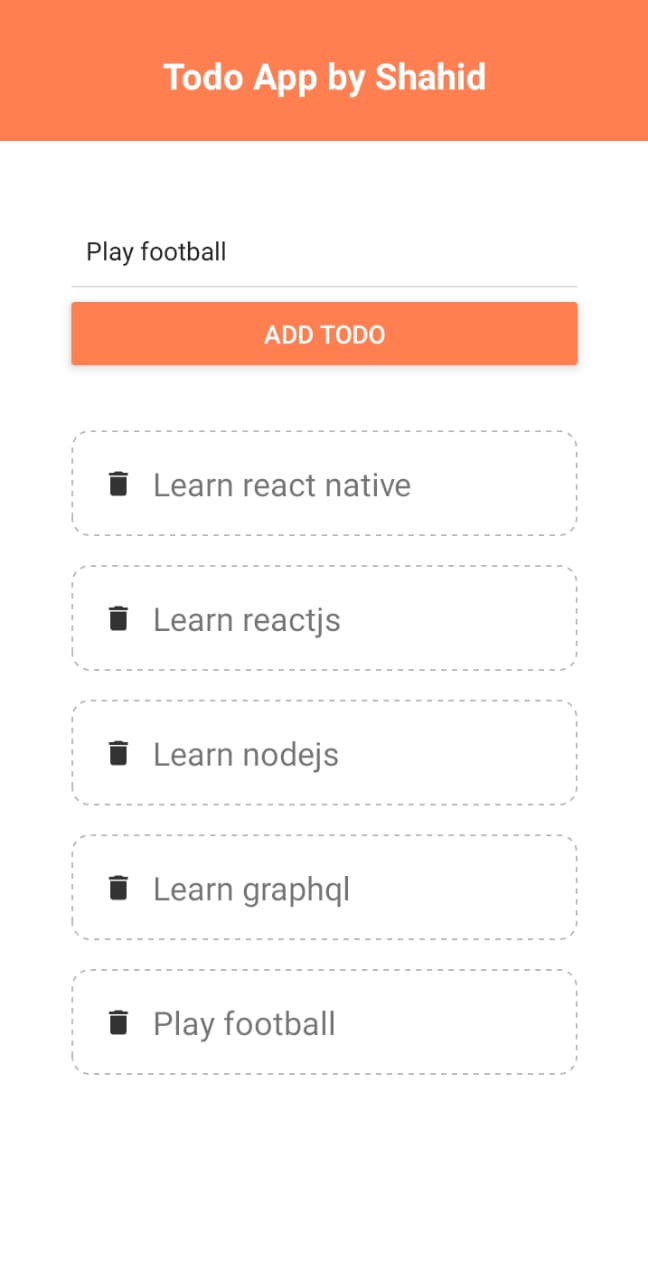 Todo App by Shahid
Play football
ADD TODO
Learn react native
Learn reactjs
Learn nodejs
Learn graphql
Play football